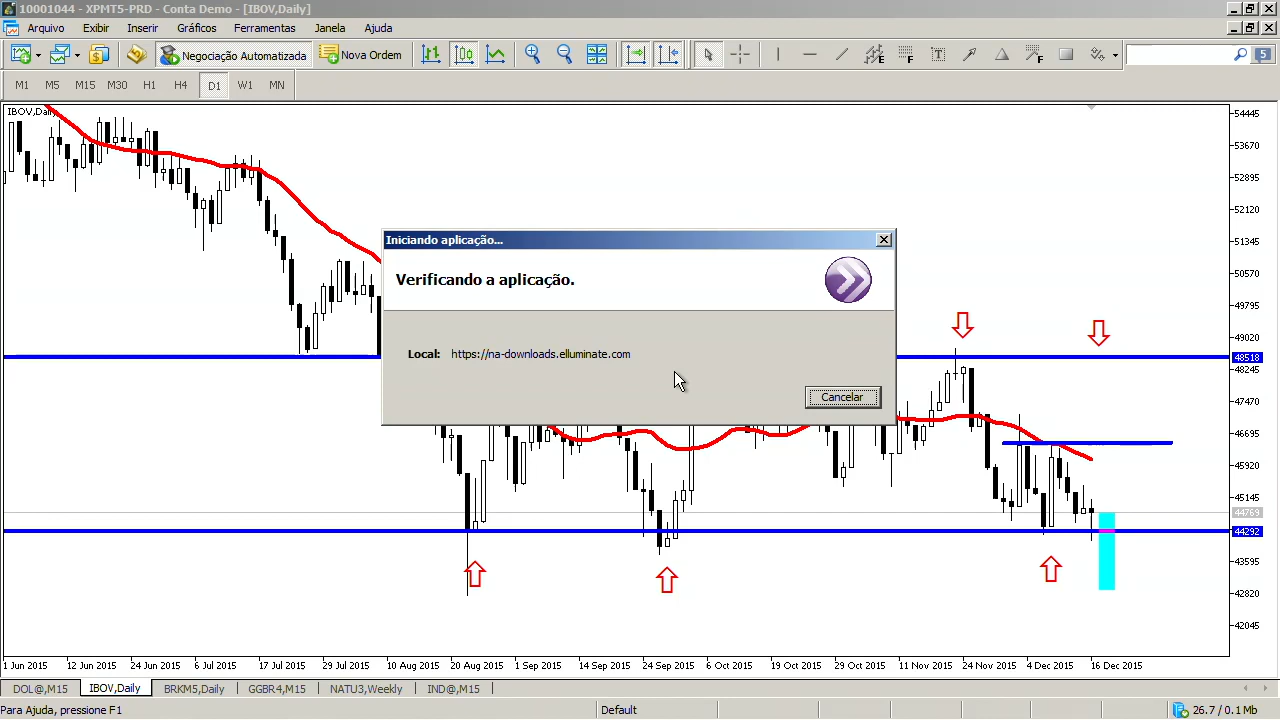 10001044 - XPMT5-PRD - Conta Demo - [IBOV,Daily]
Arquivo Exibir Inserir Gráficos Ferramentas Janela Ajuda
Negociação Automatizada Nova Ordem E F T F 5
M1 M5 M15 M30 H1 H4 D1 W1 MN
IBOV,Daily
54445
53670
52895
52120
51345
50570
49795
49020
48518
48245
47470
46695
45920
45145
44769
44292
43595
42820
42045
Iniciando aplicação...
Verificando a aplicação.
Local: https://na-downloads.elluminate.com
Cancelar
1 Jun 2015 12 Jun 2015 24 Jun 2015 6 Jul 2015 17 Jul 2015 29 Jul 2015 10 Aug 2015 20 Aug 2015 1 Sep 2015 14 Sep 2015 24 Sep 2015 6 Oct 2015 19 Oct 2015 29 Oct 2015 11 Nov 2015 24 Nov 2015 4 Dec 2015 16 Dec 2015
DOL@,M15 IBOV,Daily BRKM5,Daily GGBR4,M15 NATU3,Weekly IND@,M15
Para Ajuda, pressione F1 Default 26.7 / 0.1 Mb